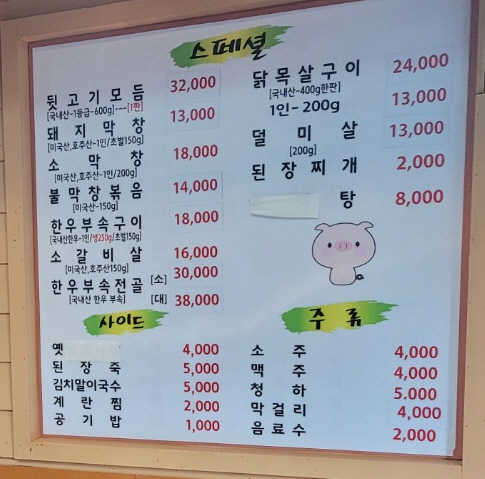 스페셜
뒷고기모듬 32,000
[국내산-1등급-600g]---[1판]
돼지막창 13,000
[미국산,호주산-1인/초벌150g]
소막창 18,000
[미국산,호주산-1인/200g]
불막창볶음 14,000
[미국산-150g]
한우부속구이 18,000
[국내산한우-1인/생250g/초벌150g]
소갈비살 16,000
[미국산,호주산150g]
한우부속전골 [소] 30,000
[국내산 한우 부속] [대] 38,000
닭목살구이 24,000
[국내산-400g한판]
1인-200g 13,000
덜미살 13,000
[200g]
된장찌개 2,000
탕 8,000
사이드
옛 4,000
된장죽 5,000
김치말이국수 5,000
계란찜 2,000
공기밥 1,000
주류
소주 4,000
맥주 4,000
청하 5.000
막걸리 4,000
음료수 2,000